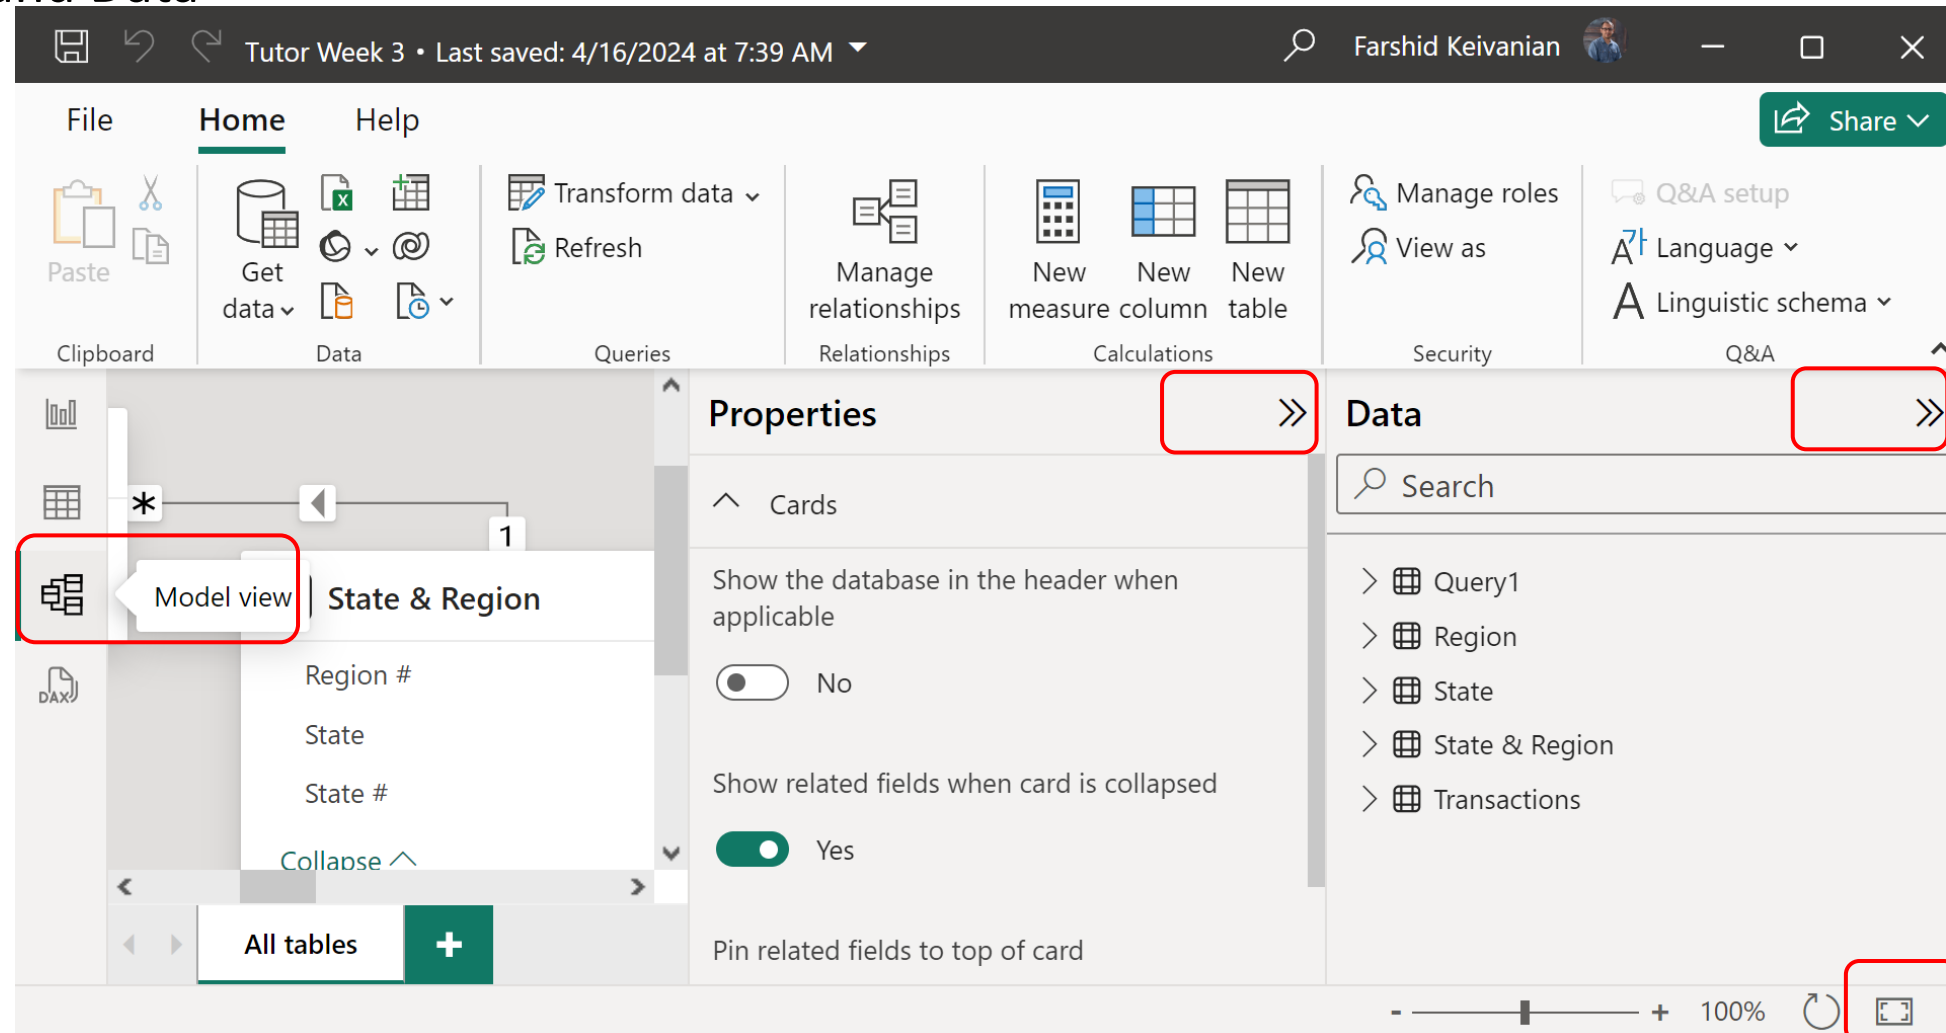 and Data
Tutor Week 3 • Last saved: 4/16/2024 at 7:39 AM
Farshid Keivanian
File Home Help
Share
Paste
Get data
Transform data
Refresh
Manage relationships
New measure
New column
New table
Manage roles
View as
Q&A setup
Language
Linguistic schema
Clipboard
Data
Queries
Relationships
Calculations
Security
Q&A
Properties
Data
Search
* 1
Model view
State & Region
Region #
State
State #
Collapse
DAX
Cards
Show the database in the header when
applicable
No
Show related fields when card is collapsed
Yes
Pin related fields to top of card
Query1
Region
State
State & Region
Transactions
All tables +
- + 100%